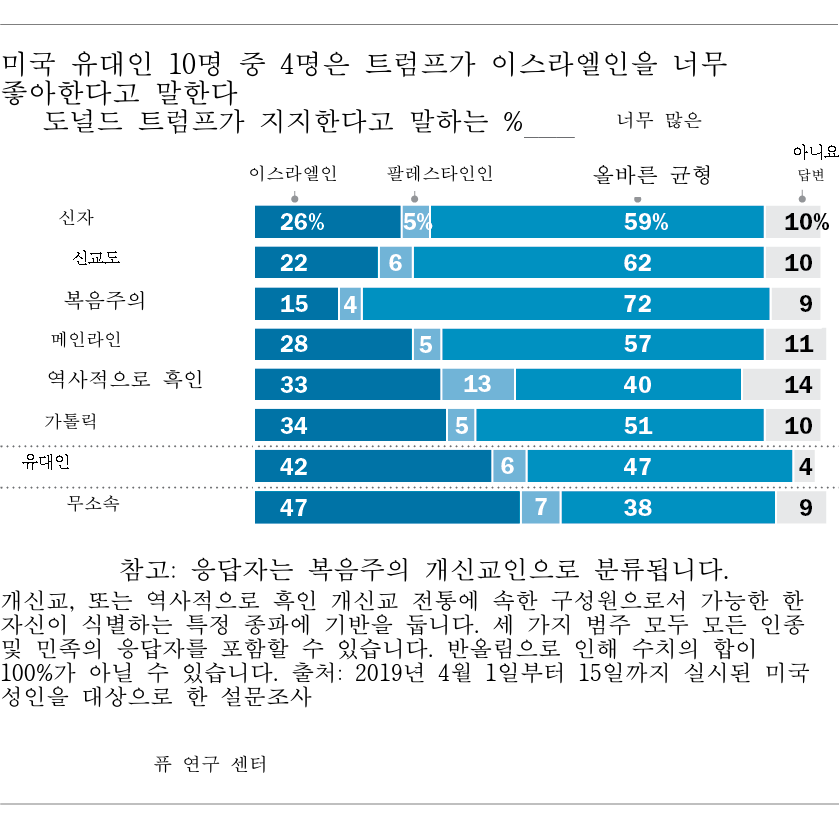 미국 유대인 10명 중 4명은 트럼프가 이스라엘인을 너무
좋아한다고 말한다
도널드 트럼프가 지지한다고 말하는 %____ 너무 많은
아니요
이스라엘인 팔레스타인인 올바른 균형 답변
신자 26% 5% 59% 10%
신교도 22 6 62 10
복음주의 15 4 72 9
메인라인 28 5 57 11
역사적으로 흑인 33 13 40 14
가톨릭 34 5 51 10
유대인 42 6 47 4
무소속 47 7 38 9
참고: 응답자는 복음주의 개신교인으로 분류됩니다.
개신교, 또는 역사적으로 흑인 개신교 전통에 속한 구성원으로서 가능한 한
자신이 식별하는 특정 종파에 기반을 둡니다. 세 가지 범주 모두 모든 인종
및 민족의 응답자를 포함할 수 있습니다. 반올림으로 인해 수치의 합이
100%가 아닐 수 있습니다. 출처: 2019년 4월 1일부터 15일까지 실시된 미국
성인을 대상으로 한 설문조사
퓨 연구 센터